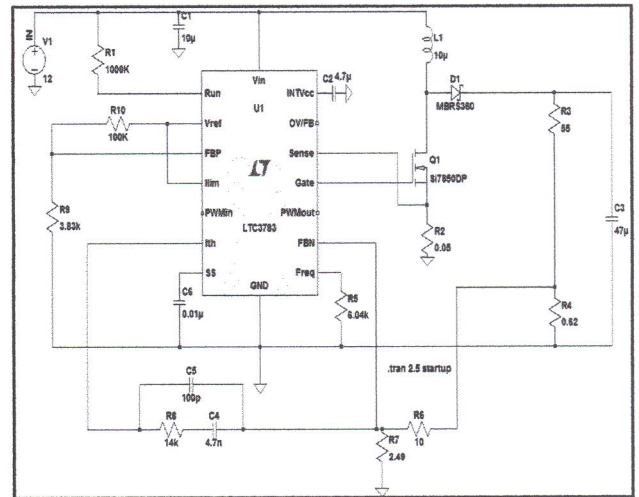 IN
V1
12
R1
1000K
C1
10µ
L1
10µ
D1
MBRS360
R3
55
C3
47µ
R4
0.62
Q1
Si7850DP
R2
0.05
C2
4.7µ
Vin
Run
INTVcc
U1
Vref
OV/FB
FBP
Sense
Ilim
Gate
PWMin
PWMout
LTC3783
Ith
FBN
SS
Freq
GND
R10
100K
R9
3.83k
C6
0.01µ
R5
6.04k
.tran 2.5 startup
C5
100p
R8
14k
C4
4.7n
R6
10
R7
2.49